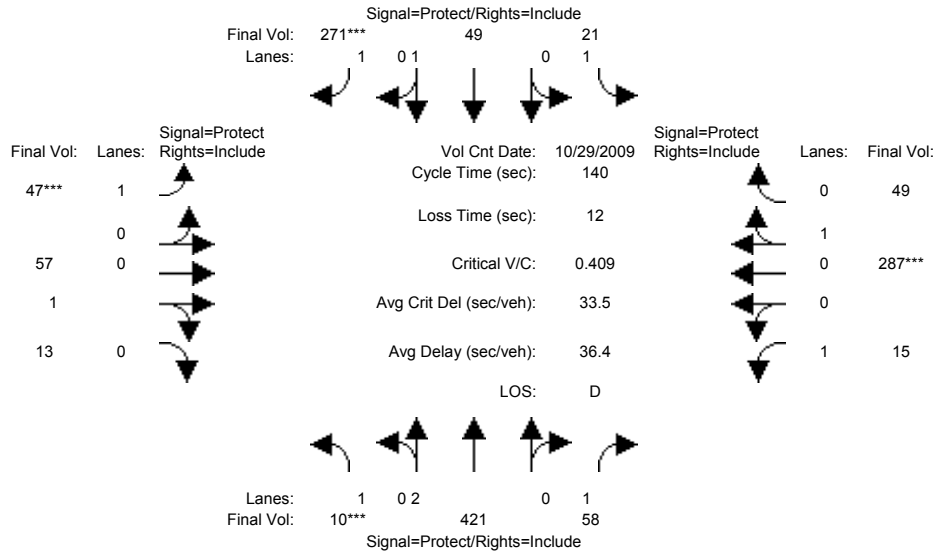 Signal=Protect/Rights=Include
Final Vol: 271*** 49 21
Lanes: 1 0 1 0 1
Signal=Protect
Final Vol: Lanes: Rights=Include
47*** 1
0
57 0
1
13 0
Vol Cnt Date: 10/29/2009
Cycle Time (sec): 140
Loss Time (sec): 12
Critical V/C: 0.409
Avg Crit Del (sec/veh): 33.5
Avg Delay (sec/veh): 36.4
LOS: D
Signal=Protect
Rights=Include Lanes: Final Vol:
0 49
1
0 287***
0
1 15
Lanes: 1 0 2 0 1
Final Vol: 10*** 421 58
Signal=Protect/Rights=Include